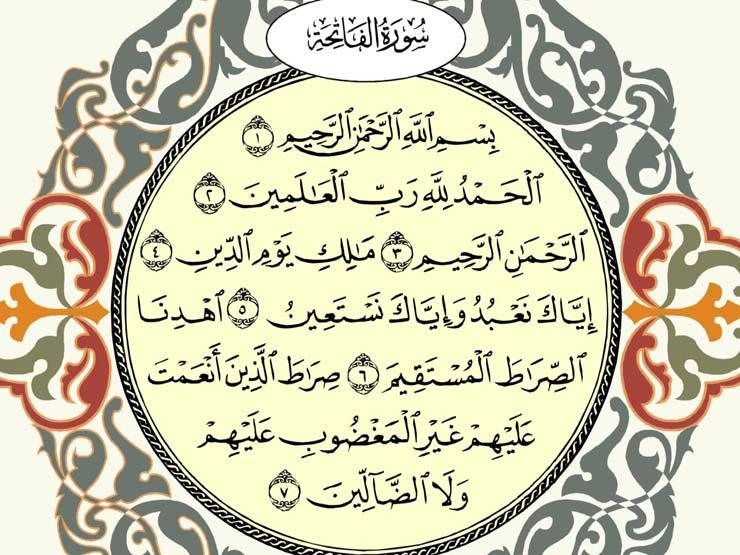 سُورَةُ الفَاتِحَةِ
بِسْمِ ٱللَّهِ ٱلرَّحْمَٰنِ ٱلرَّحِيمِ ١
ٱلْحَمْدُ لِلَّهِ رَبِّ ٱلْعَٰلَمِينَ ٢
ٱلرَّحْمَٰنِ ٱلرَّحِيمِ ٣ مَٰلِكِ يَوْمِ ٱلدِّينِ ٤
إِيَّاكَ نَعْبُدُ وَإِيَّاكَ نَسْتَعِينُ ٥ ٱهْدِنَا
ٱلصِّرَٰطَ ٱلْمُسْتَقِيمَ ٦ صِرَٰطَ ٱلَّذِينَ أَنْعَمْتَ
عَلَيْهِمْ غَيْرِ ٱلْمَغْضُوبِ عَلَيْهِمْ
وَلَا ٱلضَّآلِّينَ ٧